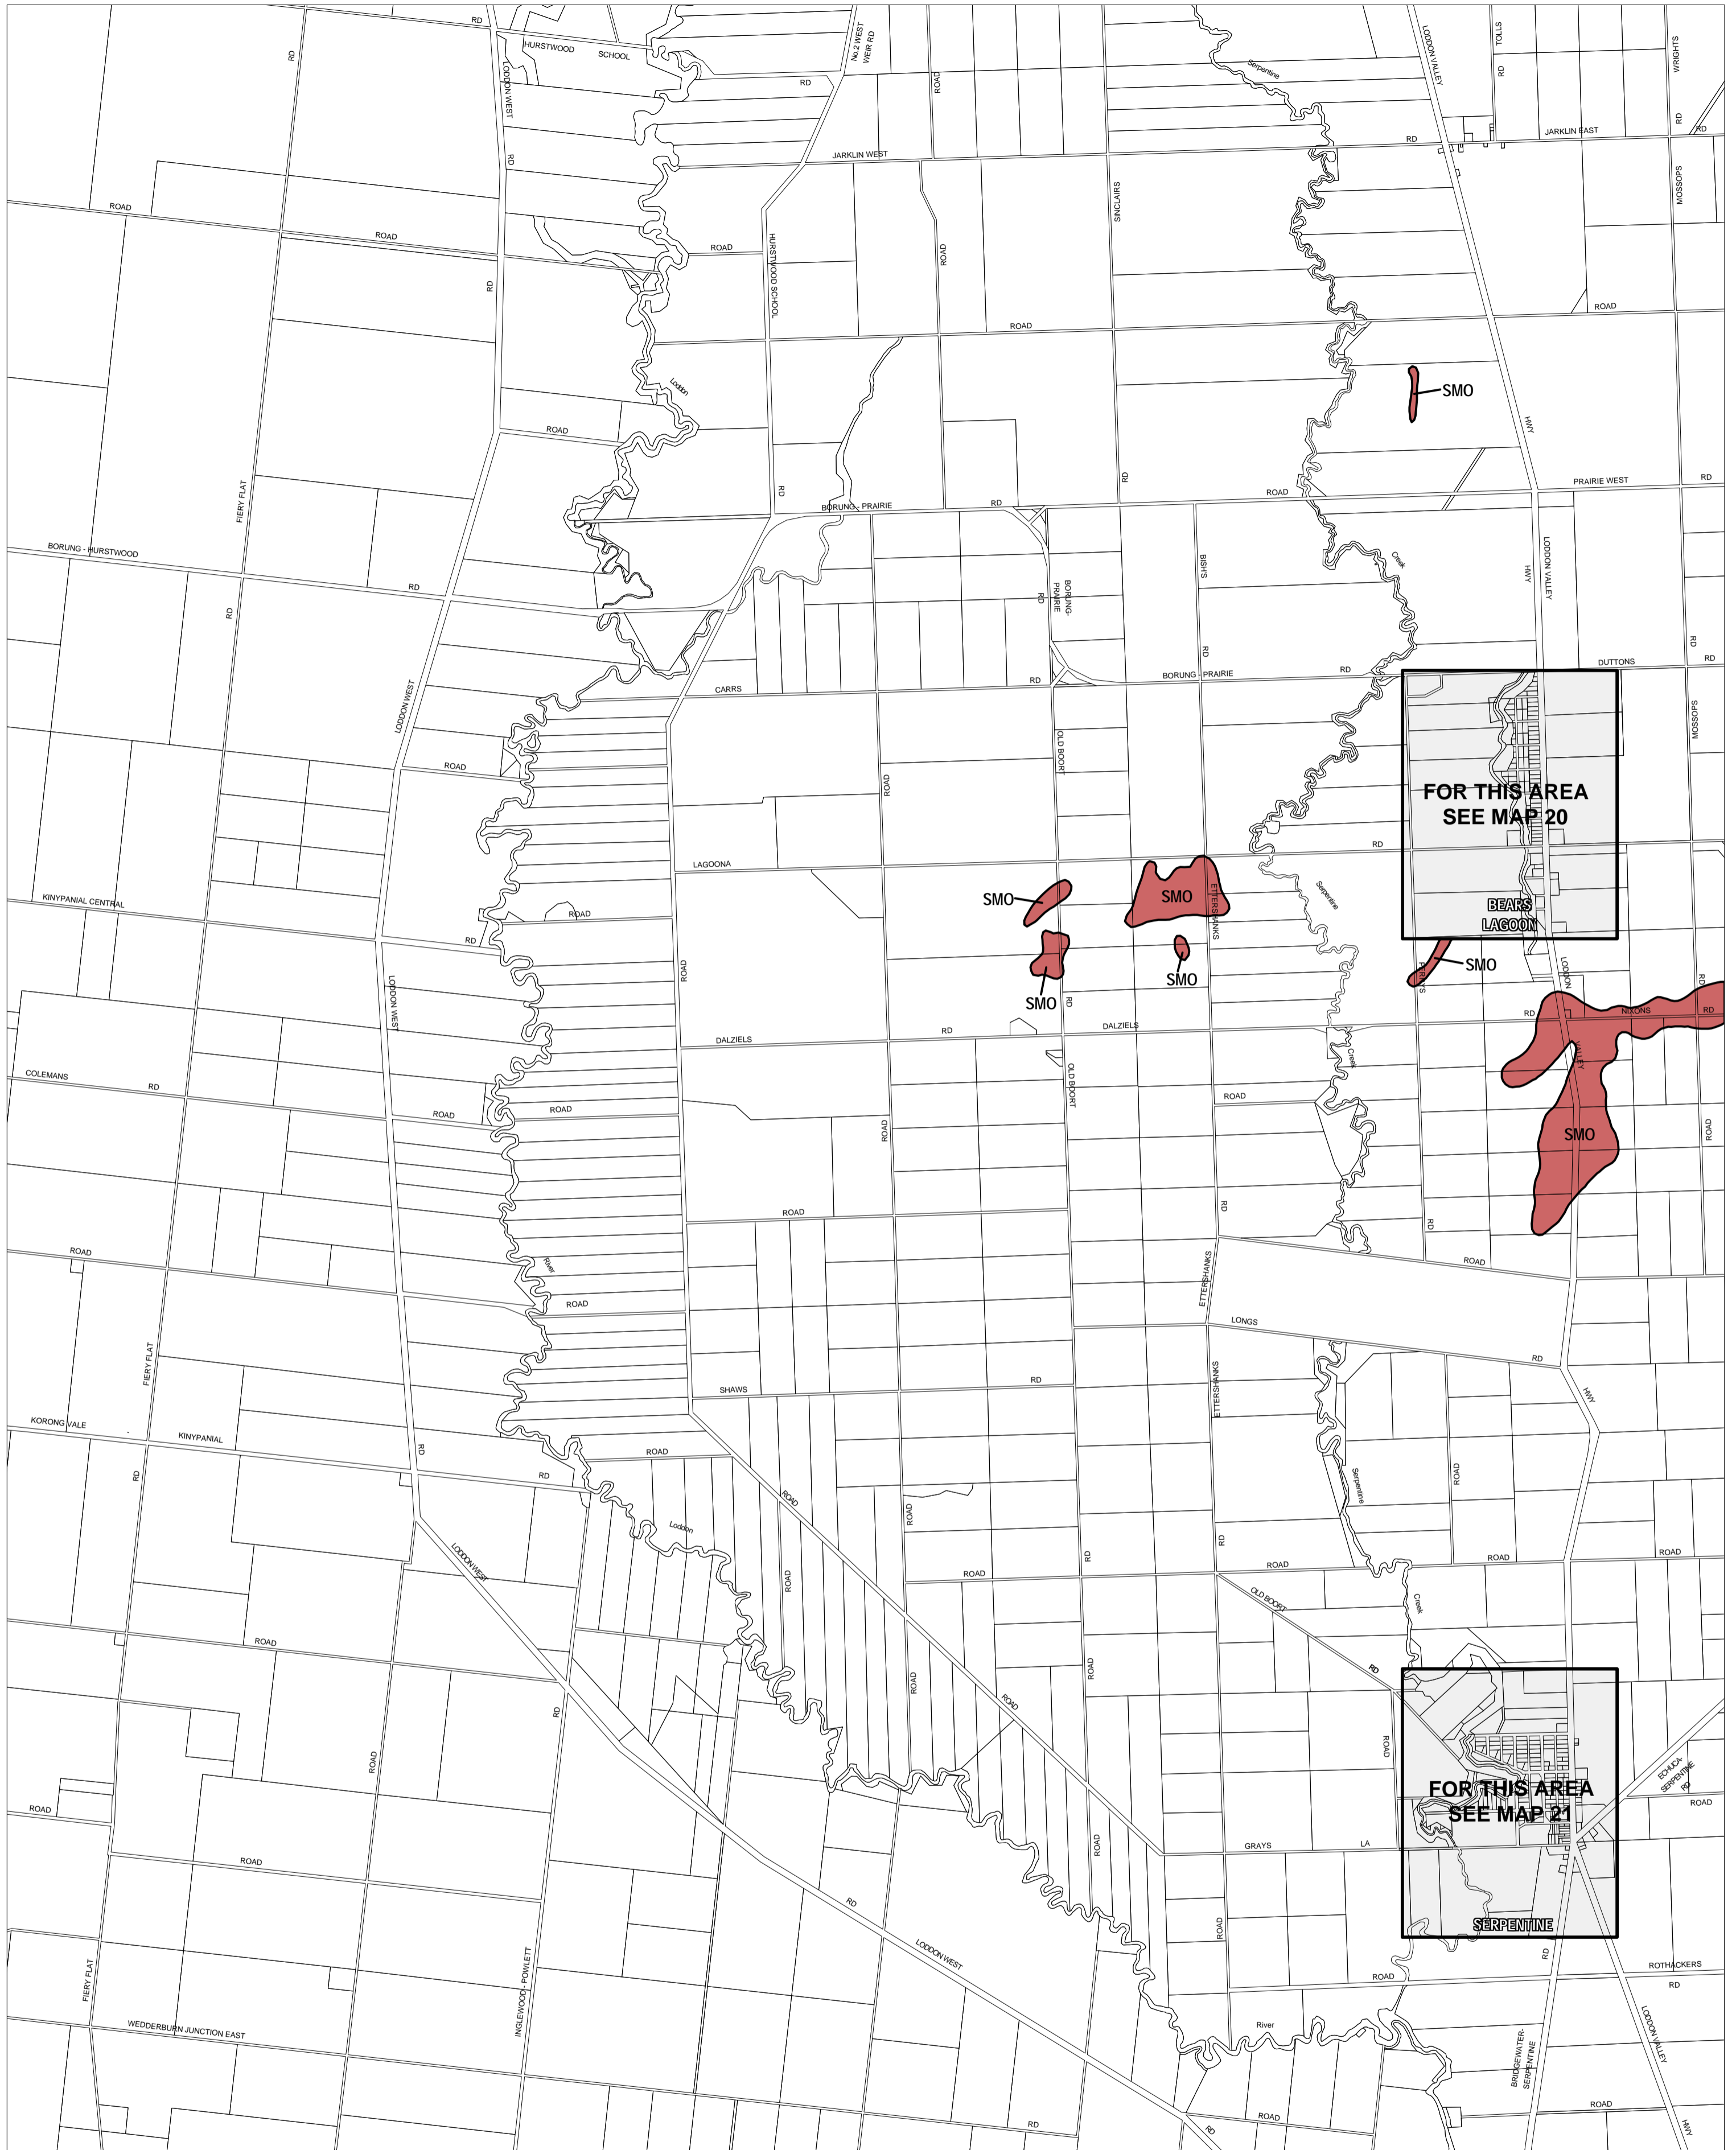 RD
HURSTWOOD
SCHOOL
No.2 WEST
WEIR RD
RD
LODDON WEST
RD
RD
ROAD
Serpentine
LODDON VALLEY
TOLLS
RD
WRIGHTS
RD
RD
JARKLIN EAST
RD
JARKLIN WEST
SINCLAIRS
MOSSOPS
ROAD
ROAD
ROAD
RD
HURSTWOOD SCHOOL
ROAD
ROAD
ROAD
Loddon
SMO
HWY
ROAD
FIERY FLAT
RD
RD
BORUNG - PRAIRIE
RD
ROAD
PRAIRIE WEST
RD
BORUNG - HURSTWOOD
RD
RD
BORUNG-
PRAIRIE
RD
BISHS
RD
Creek
HWY
LODDON VALLEY
RD
DUTTONS
RD
LODDON WEST
CARRS
RD
BORUNG - PRAIRIE
RD
OLD BOORT
MOSSOPS
ROAD
ROAD
FOR THIS AREA
SEE MAP 20
LAGOONA
RD
KINYPANIAL CENTRAL
RD
ROAD
SMO
SMO
ETTERSHANKS
Serpentine
BEARS
LAGOON
ROAD
LODDON WEST
SMO
SMO
RD
PERRYS
SMO
LODDON
RD
DALZIELS
RD
DALZIELS
RD
NIXONS
RD
VALLEY
COLEMANS
RD
ROAD
ROAD
ROAD
OLD BOORT
ROAD
Creek
SMO
ROAD
ROAD
RD
RD
ROAD
River
ROAD
ETTERSHANKS
ROAD
FIERY FLAT
LONGS
RD
SHAWS
RD
ETTERSHANKS
HWY
KORONG VALE
KINYPANIAL
RD
RD
RD
ROAD
ROAD
ROAD
Serpentine
ROAD
LODDON WEST
Loddon
ROAD
ROAD
RD
RD
ROAD
ROAD
ROAD
OLD BOORT
Creek
ROAD
RD
ROAD
ROAD
ROAD
RD
ROAD
ROAD
ECHUCA-
SERPENTINE
RD
ROAD
ROAD
FOR THIS AREA
SEE MAP 21
ROAD
GRAYS
LA
ROAD
RD
LODDON WEST
ROAD
SERPENTINE
RD
FIERY FLAT
INGLEWOOD - POWLETT
ROAD
ROTHACKERS
RD
WEDDERBURN JUNCTION EAST
River
BRIDGEWATER-
SERPENTINE
LODDON VALLEY
RD
RD
ROAD
ROAD
HWY